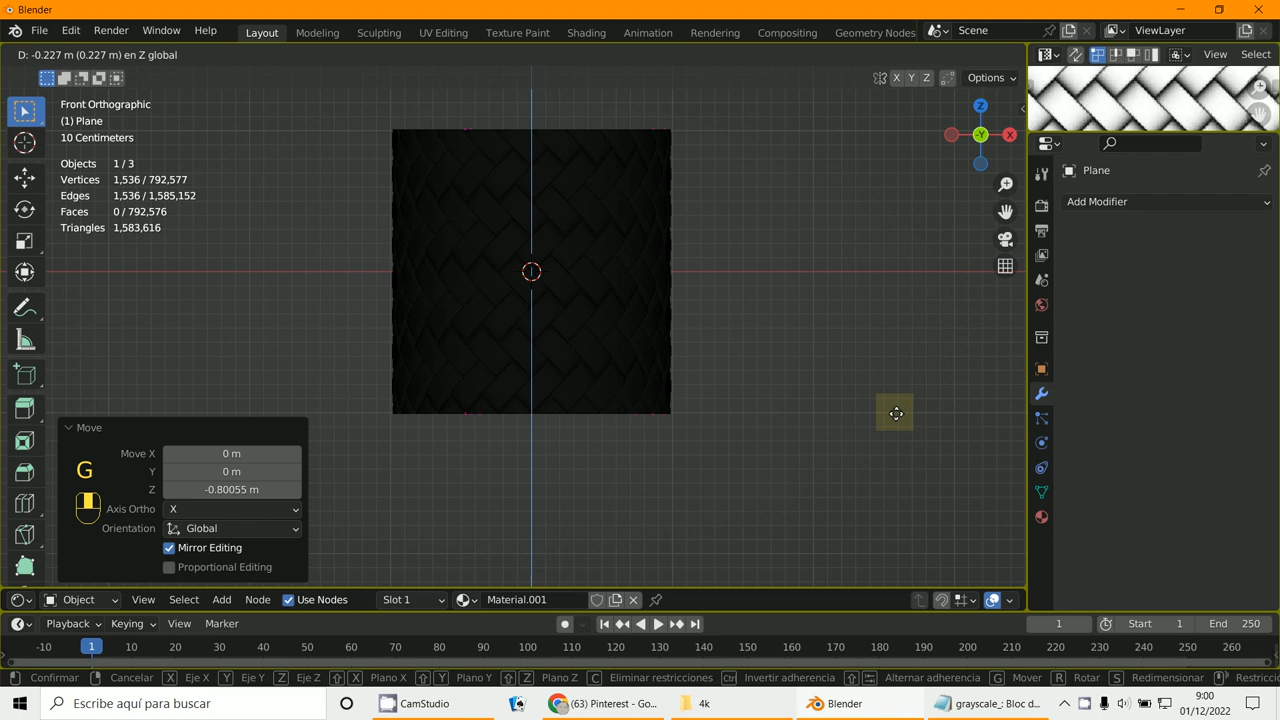 Blender
File Edit Render Window Help
Layout Modeling Sculpting UV Editing Texture Paint Shading Animation Rendering Compositing Geometry Nodes
Scene ViewLayer
D: -0.227 m (0.227 m) en Z global
View Select
X Y Z Options
Front Orthographic
(1) Plane
10 Centimeters
Objects 1 / 3
Vertices 1,536 / 792,577
Edges 1,536 / 1,585,152
Faces 0 / 792,576
Triangles 1,583,616
Z
-Y X
Plane
Add Modifier
Move
Move X 0 m
Y 0 m
Z -0.80055 m
Axis Ortho X
Orientation Global
Mirror Editing
Proportional Editing
G
Object View Select Add Node Use Nodes Slot 1 Material.001
Playback Keying View Marker 1 Start 1 End 250
-10 1 10 20 30 40 50 60 70 80 90 100 110 120 130 140 150 160 170 180 190 200 210 220 230 240 250 260
Confirmar Cancelar X Eje X Y Eje Y Z Eje Z X Plano X Y Plano Y Z Plano Z C Eliminar restricciones Ctrl Invertir adherencia Alternar adherencia G Mover R Rotar S Redimensionar Restricció
Escribe aquí para buscar CamStudio (63) Pinterest - Go... 4k Blender grayscale_: Bloc d... 9:00
01/12/2022